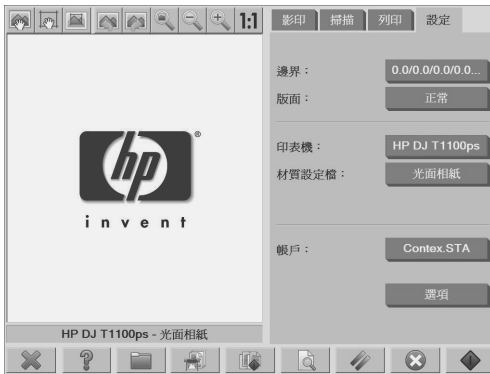 1:1
影印 掃描 列印 設定
邊界： 0.0/0.0/0.0/0.0...
版面： 正常
印表機： HP DJ T1100ps
材質設定檔： 光面相紙
帳戶： Contex.STA
選項
hp ®
invent
HP DJ T1100ps - 光面相紙